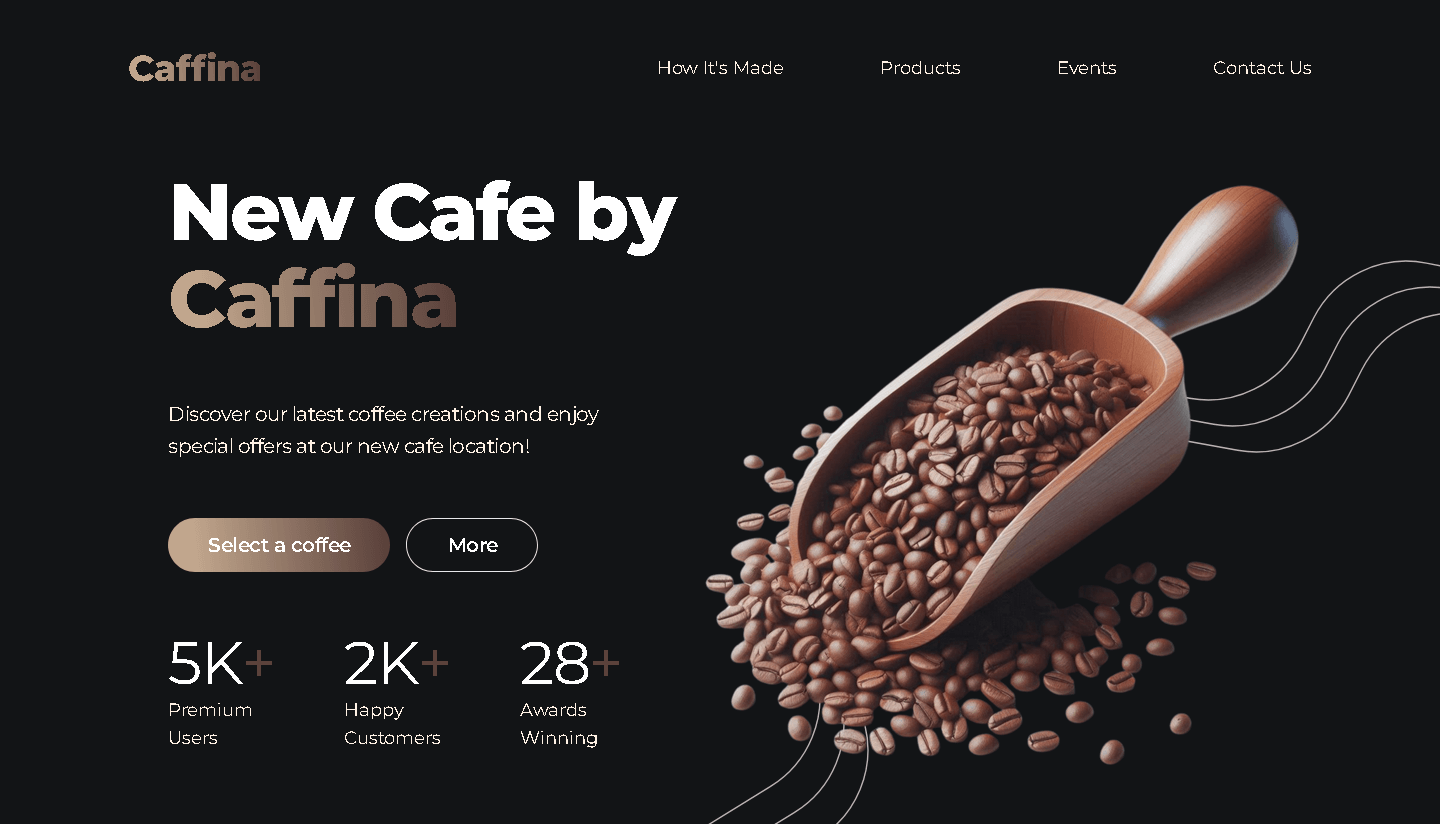 Caffina
How It's Made
Products
Events
Contact Us
New Cafe by
Caffina
Discover our latest coffee creations and enjoy
special offers at our new cafe location!
Select a coffee
More
5K+
Premium
Users
2K+
Happy
Customers
28+
Awards
Winning